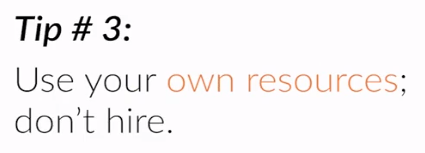 Tip # 3:
Use your own resources;
don't hire.